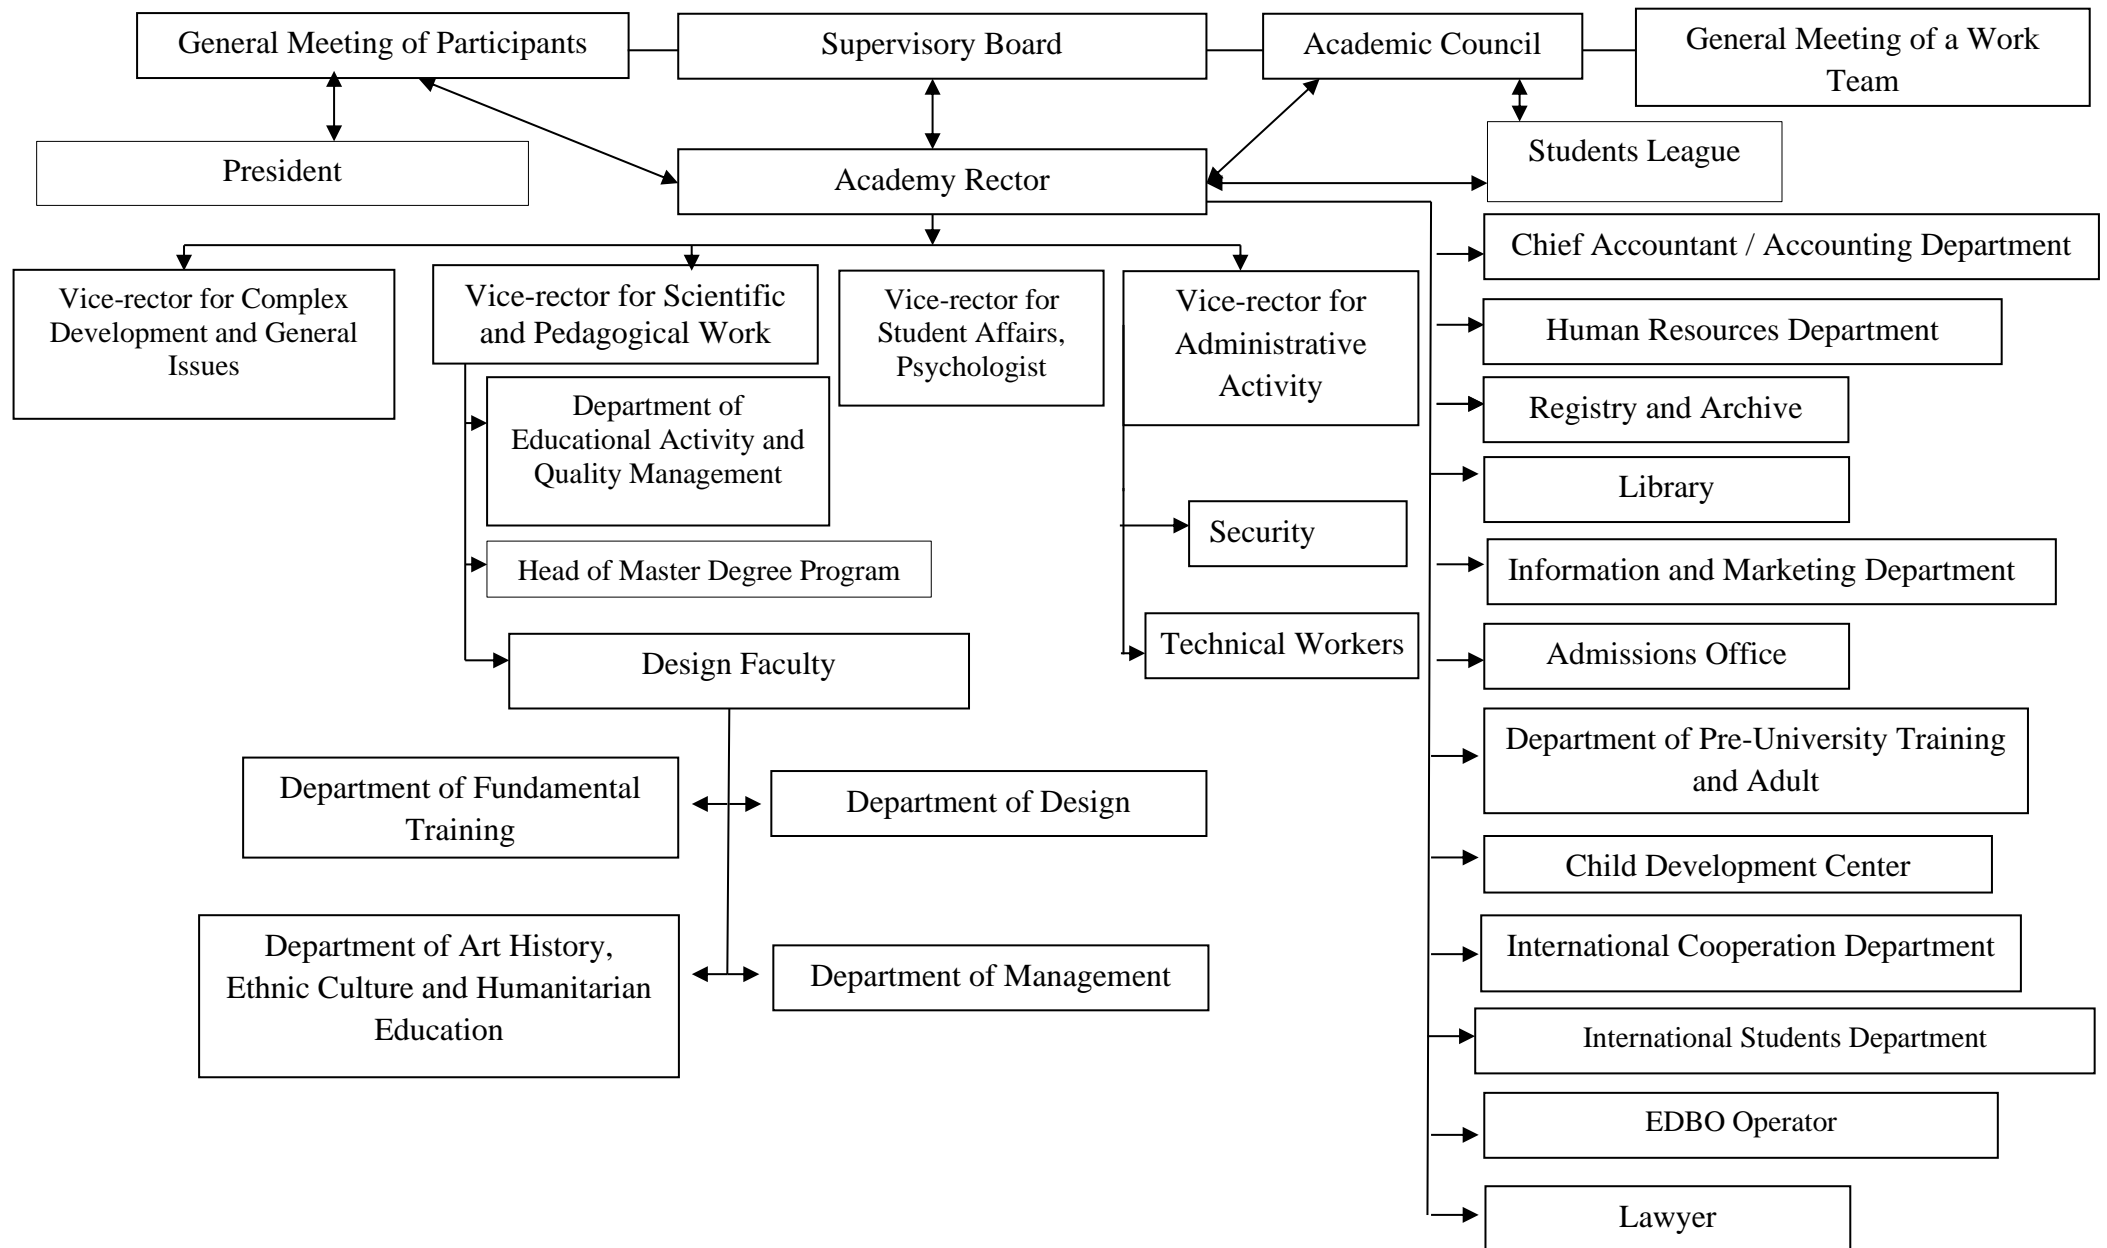 General Meeting of Participants
Supervisory Board
Academic Council
General Meeting of a Work
Team
President
Academy Rector
Students League
Chief Accountant / Accounting Department
Vice-rector for Complex
Development and General
Issues
Vice-rector for Scientific
and Pedagogical Work
Vice-rector for
Student Affairs,
Psychologist
Vice-rector for
Administrative
Activity
Human Resources Department
Department of
Educational Activity and
Quality Management
Registry and Archive
Library
Security
Head of Master Degree Program
Information and Marketing Department
Technical Workers
Design Faculty
Admissions Office
Department of Pre-University Training
and Adult
Department of Fundamental
Training
Department of Design
Child Development Center
Department of Art History,
Ethnic Culture and Humanitarian
Education
Department of Management
International Cooperation Department
International Students Department
EDBO Operator
Lawyer